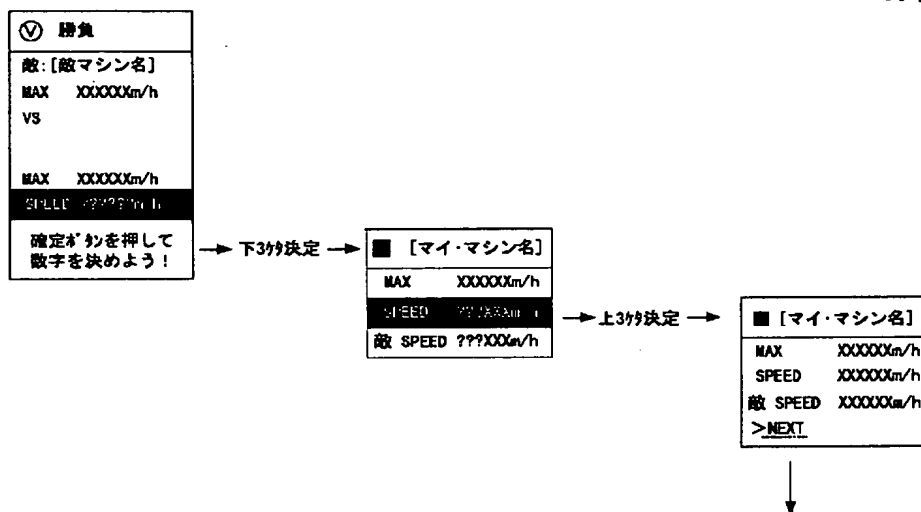 Ⓥ 勝負
敵:[敵マシン名]
MAX XXXXXXm/h
VS
MAX XXXXXXm/h
SPEED ??????m/h
確定ボタンを押して
数字を決めよう!
下3ケタ決定
■ [マイ・マシン名]
MAX XXXXXXm/h
SPEED ???XXXm/h
敵 SPEED ???XXXm/h
上3ケタ決定
■ [マイ・マシン名]
MAX XXXXXXm/h
SPEED XXXXXXm/h
敵 SPEED XXXXXXm/h
>NEXT